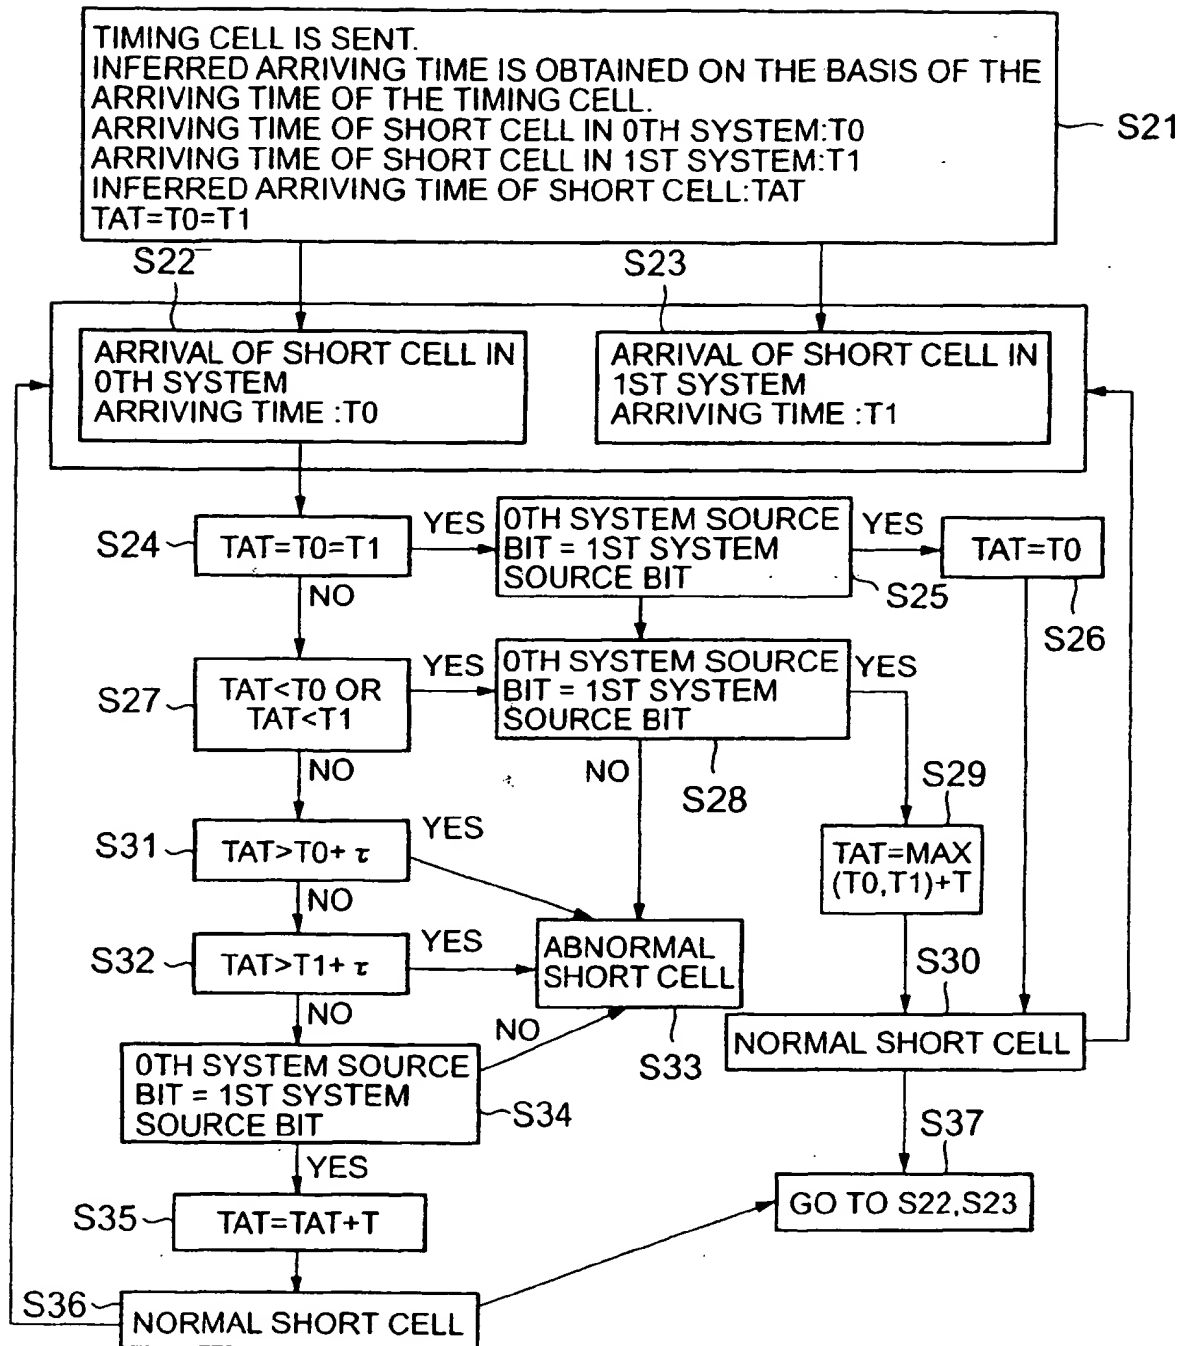 TIMING CELL IS SENT.
INFERRED ARRIVING TIME IS OBTAINED ON THE BASIS OF THE
ARRIVING TIME OF THE TIMING CELL.
ARRIVING TIME OF SHORT CELL IN 0TH SYSTEM:T0
ARRIVING TIME OF SHORT CELL IN 1ST SYSTEM:T1
INFERRED ARRIVING TIME OF SHORT CELL:TAT
TAT=T0=T1
S21
S22
S23
ARRIVAL OF SHORT CELL IN
0TH SYSTEM
ARRIVING TIME :T0
ARRIVAL OF SHORT CELL IN
1ST SYSTEM
ARRIVING TIME :T1
S24
TAT=T0=T1
YES
NO
0TH SYSTEM SOURCE
BIT = 1ST SYSTEM
SOURCE BIT
YES
S25
TAT=T0
S26
S27
TAT<T0 OR
TAT<T1
YES
NO
0TH SYSTEM SOURCE
BIT = 1ST SYSTEM
SOURCE BIT
YES
NO
S28
S29
TAT=MAX
(T0,T1)+T
S31
TAT>T0+ τ
YES
NO
S32
TAT>T1+ τ
YES
NO
ABNORMAL
SHORT CELL
S33
S30
NORMAL SHORT CELL
0TH SYSTEM SOURCE
BIT = 1ST SYSTEM
SOURCE BIT
NO
S34
YES
S35
TAT=TAT+T
S37
GO TO S22,S23
S36
NORMAL SHORT CELL